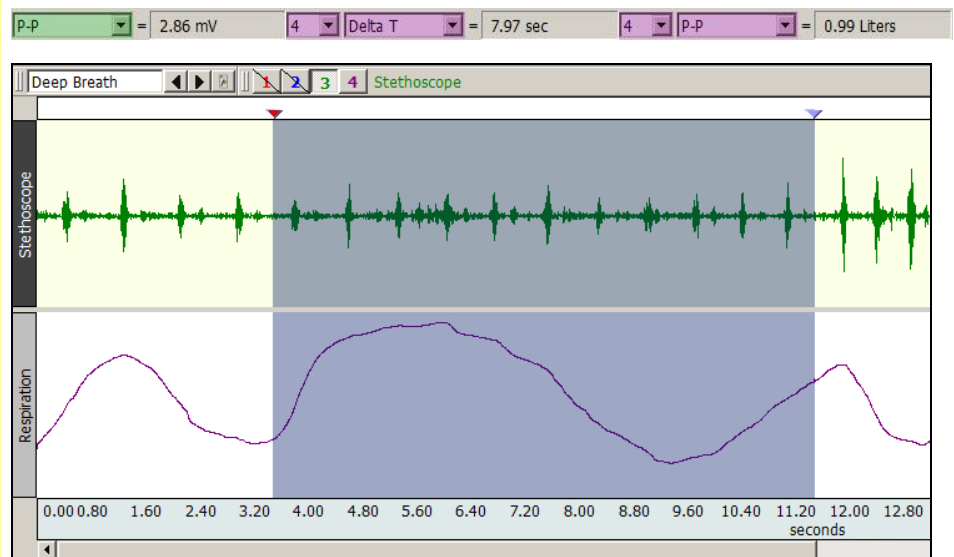 P-P = 2.86 mV 4 Delta T = 7.97 sec 4 P-P = 0.99 Liters
Deep Breath 1 2 3 4 Stethoscope
Stethoscope
Respiration
0.00 0.80 1.60 2.40 3.20 4.00 4.80 5.60 6.40 7.20 8.00 8.80 9.60 10.40 11.20 12.00 12.80
seconds